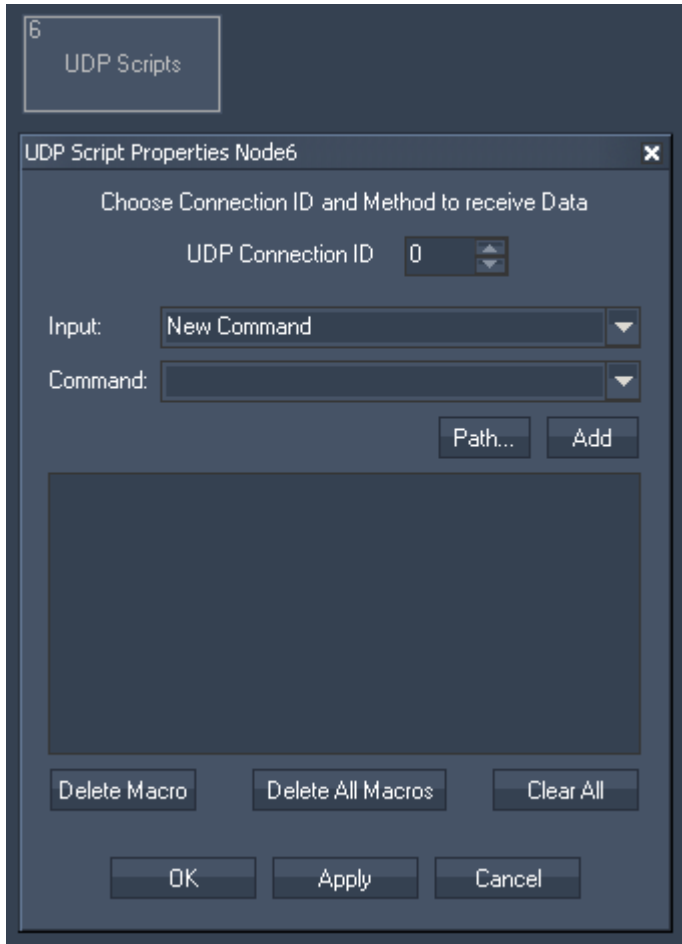 6
UDP Scripts
UDP Script Properties Node6
Choose Connection ID and Method to receive Data
UDP Connection ID 0
Input: New Command
Command:
Path... Add
Delete Macro Delete All Macros Clear All
OK Apply Cancel